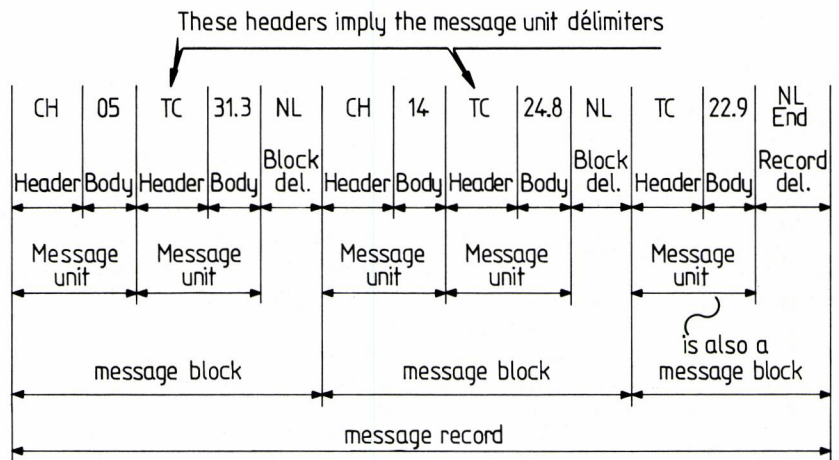 These headers imply the message unit délimiters
CH 05 TC 31.3 NL CH 14 TC 24.8 NL TC 22.9 NL
End
Header Body Header Body Block del. Header Body Header Body Block del. Header Body Record del.
Message unit Message unit Message unit Message unit Message unit
is also a
message block message block message block
message record